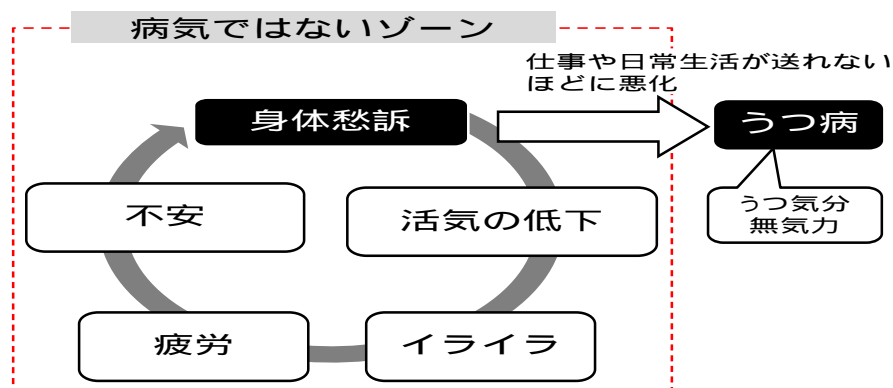 病気ではないゾーン
仕事や日常生活が送れない
ほどに悪化
身体愁訴
うつ病
不安
活気の低下
うつ気分
無気力
疲労
イライラ